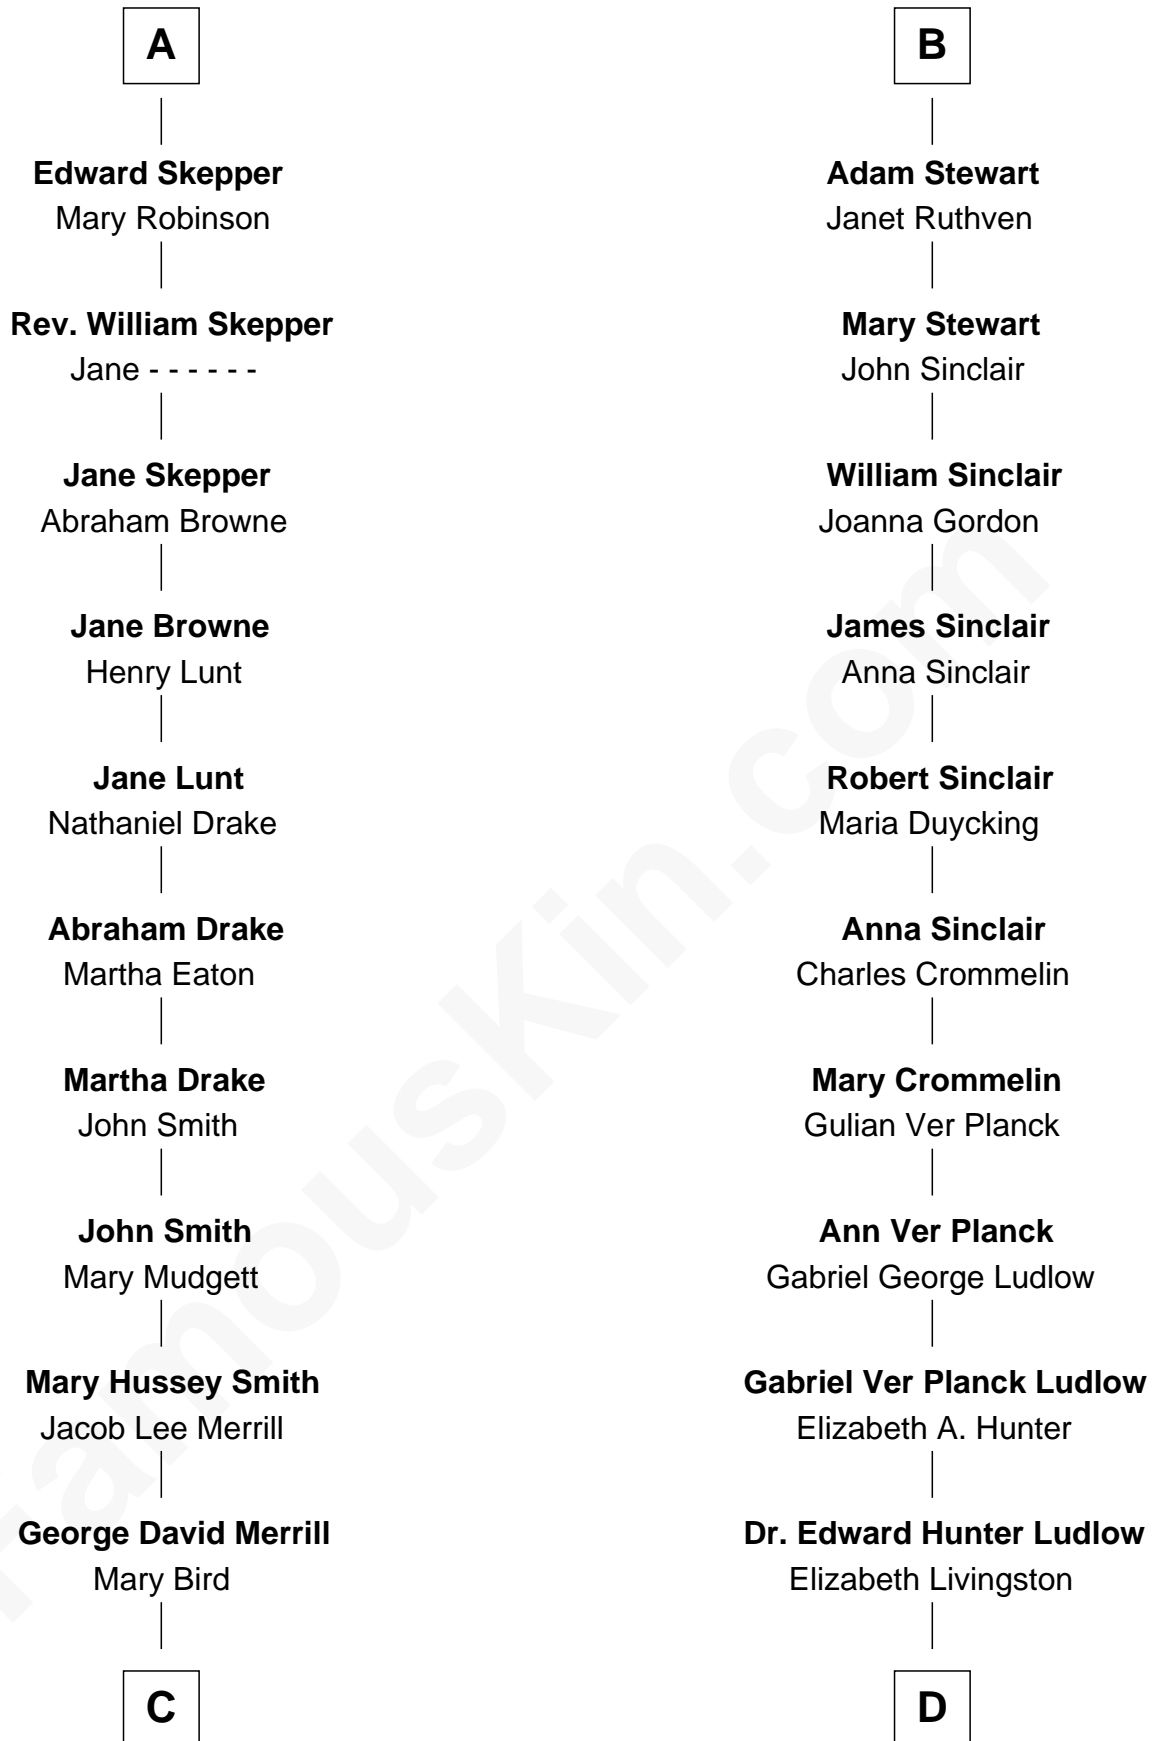 A
B
Edward Skepper
Mary Robinson
Adam Stewart
Janet Ruthven
Rev. William Skepper
Jane - - - - - -
Mary Stewart
John Sinclair
Jane Skepper
Abraham Browne
William Sinclair
Joanna Gordon
Jane Browne
Henry Lunt
James Sinclair
Anna Sinclair
Jane Lunt
Nathaniel Drake
Robert Sinclair
Maria Duycking
Abraham Drake
Martha Eaton
Anna Sinclair
Charles Crommelin
Martha Drake
John Smith
Mary Crommelin
Gulian Ver Planck
John Smith
Mary Mudgett
Ann Ver Planck
Gabriel George Ludlow
Mary Hussey Smith
Jacob Lee Merrill
Gabriel Ver Planck Ludlow
Elizabeth A. Hunter
George David Merrill
Mary Bird
Dr. Edward Hunter Ludlow
Elizabeth Livingston
C
D
FamousKin.com